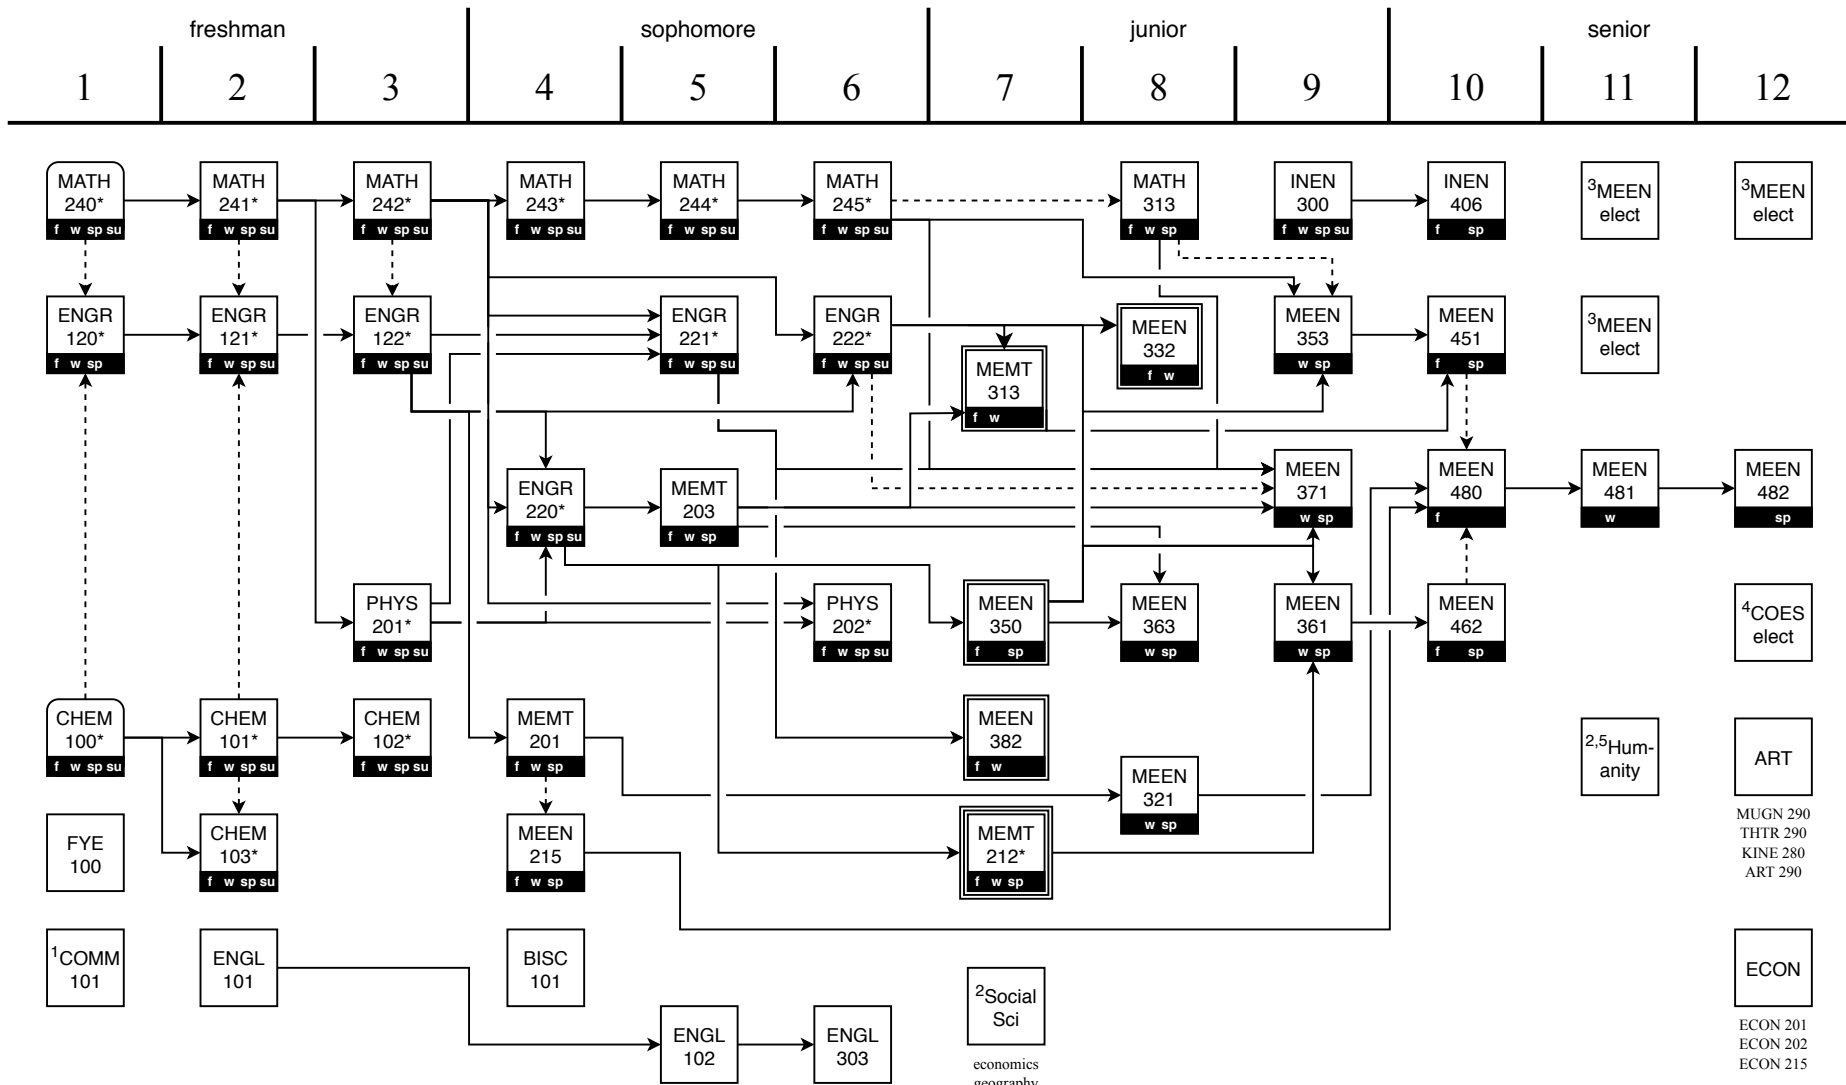 freshman
sophomore
junior
senior
1
2
3
4
5
6
7
8
9
10
11
12
MATH
240*
f w sp su
MATH
241*
f w sp su
MATH
242*
f w sp su
MATH
243*
f w sp su
MATH
244*
f w sp su
MATH
245*
f w sp su
MATH
313
f w sp
INEN
300
f w sp su
INEN
406
f sp
3MEEN
elect
3MEEN
elect
ENGR
120*
f w sp
ENGR
121*
f w sp su
ENGR
122*
f w sp su
ENGR
221*
f w sp su
ENGR
222*
f w sp su
MEMT
313
f w
MEEN
332
f w
MEEN
353
w sp
MEEN
451
f sp
3MEEN
elect
ENGR
220*
f w sp su
MEMT
203
f w sp
MEEN
371
w sp
MEEN
480
f
MEEN
481
w
MEEN
482
sp
PHYS
201*
f w sp su
PHYS
202*
f w sp su
MEEN
350
f sp
MEEN
363
w sp
MEEN
361
w sp
MEEN
462
f sp
4COES
elect
CHEM
100*
f w sp su
CHEM
101*
f w sp su
CHEM
102*
f w sp su
MEMT
201
f w sp
MEEN
382
f w
MEEN
321
w sp
2,5Hum-
anity
ART
MUGN 290
THTR 290
KINE 280
ART 290
FYE
100
CHEM
103*
f w sp su
MEEN
215
f w sp
MEMT
212*
f w sp
1COMM
101
ENGL
101
BISC
101
ENGL
102
ENGL
303
2Social
Sci
economics
geography
ECON
ECON 201
ECON 202
ECON 215